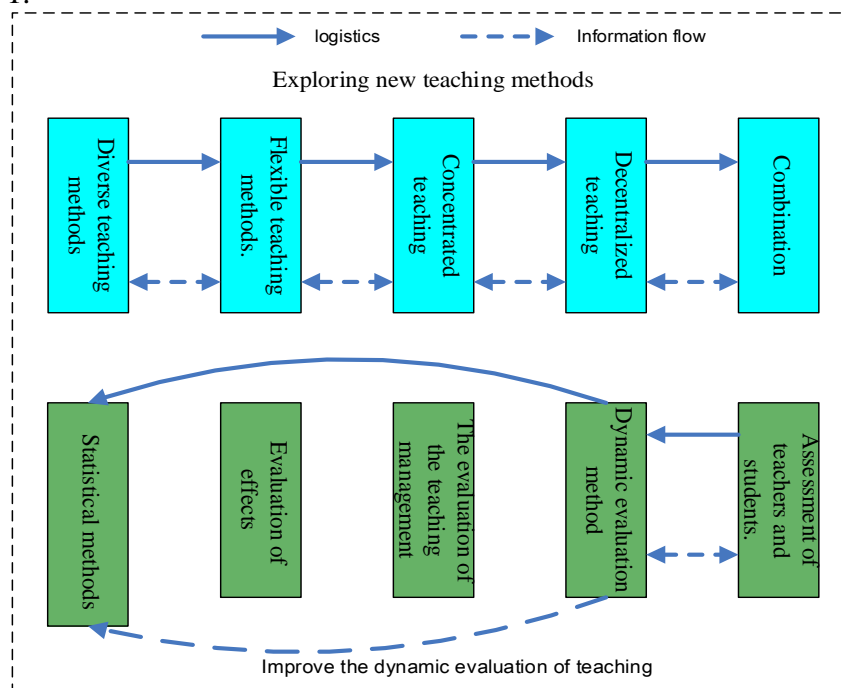 1.
logistics
Information flow
Exploring new teaching methods
Diverse teaching
methods
Flexible teaching
methods.
Concentrated
teaching
Decentralized
teaching
Combination
Statistical methods
Evaluation of
effects
The evaluation of
the teaching
management
Dynamic evaluation
method
Assessment of
teachers and
students.
Improve the dynamic evaluation of teaching